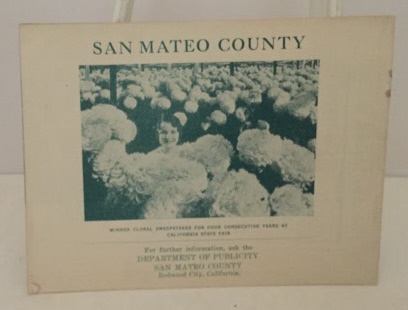 SAN MATEO COUNTY
WINNER FLORAL SWEEPSTAKES FOR FOUR CONSECUTIVE YEARS AT
CALIFORNIA STATE FAIR
For further information, ask the
DEPARTMENT OF PUBLICITY
SAN MATEO COUNTY
Redwood City, California.